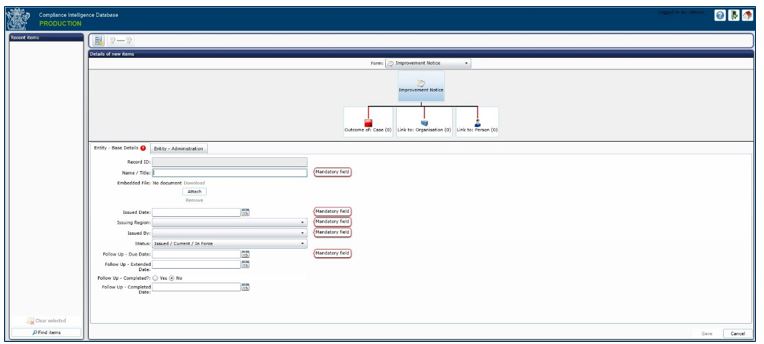 Compliance Intelligence Database
PRODUCTION
Recent items
Details of new items
Form: Improvement Notice
Improvement Notice
Outcome of: Case (0) Link to: Organisation (0) Link to: Person (0)
Entity - Base Details Entity - Administration
Record ID:
Name / Title: Mandatory field
Embedded File: No document Download
Attach
Remove
Issued Date: Mandatory field
Issuing Region: Mandatory field
Issued By: Mandatory field
Status: Issued / Current / In Force
Follow Up - Due Date: Mandatory field
Follow Up - Extended
Date:
Follow Up - Completed?: Yes No
Follow Up - Completed
Date:
Clear selected
Find items
Save Cancel